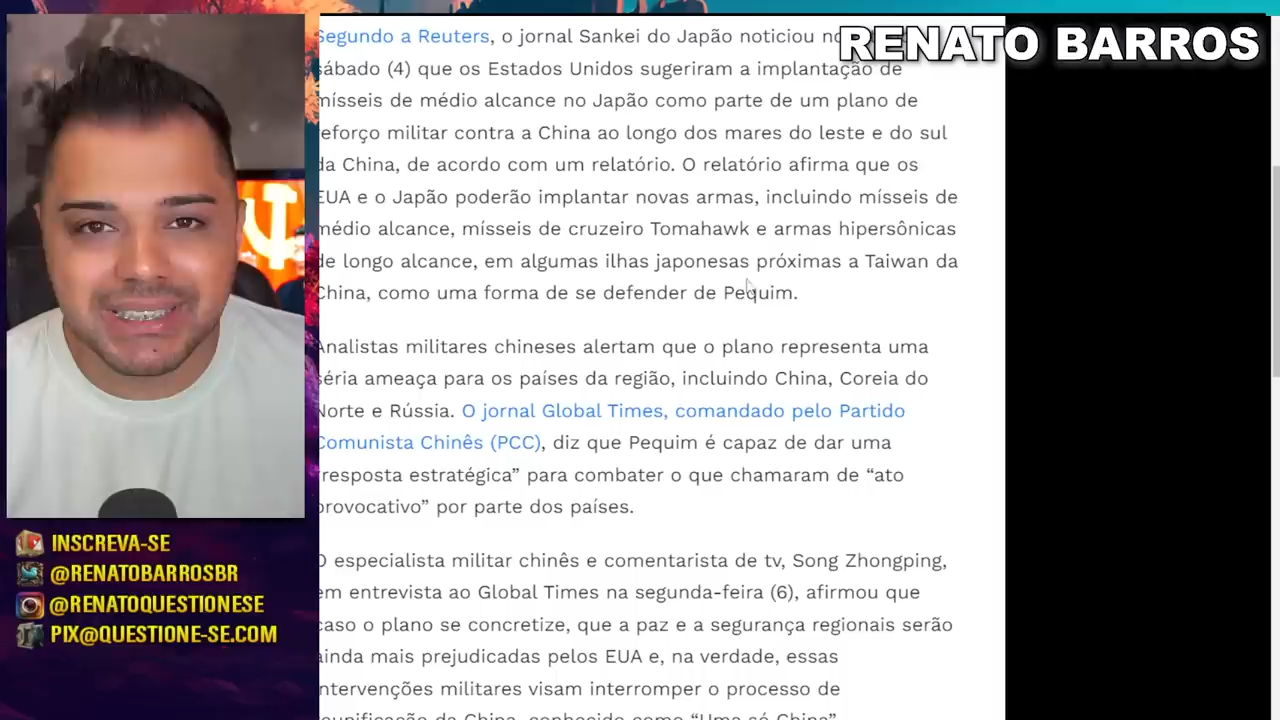 RENATO BARROS
Segundo a Reuters, o jornal Sankei do Japão noticiou
sábado (4) que os Estados Unidos sugeriram a implantação de
mísseis de médio alcance no Japão como parte de um plano de
reforço militar contra a China ao longo dos mares do leste e do sul
da China, de acordo com um relatório. O relatório afirma que os
EUA e o Japão poderão implantar novas armas, incluindo mísseis de
médio alcance, mísseis de cruzeiro Tomahawk e armas hipersônicas
de longo alcance, em algumas ilhas japonesas próximas a Taiwan da
China, como uma forma de se defender de Pequim.
Analistas militares chineses alertam que o plano representa uma
séria ameaça para os países da região, incluindo China, Coreia do
Norte e Rússia. O jornal Global Times, comandado pelo Partido
Comunista Chinês (PCC), diz que Pequim é capaz de dar uma
"resposta estratégica” para combater o que chamaram de “ato
provocativo” por parte dos países.
O especialista militar chinês e comentarista de tv, Song Zhongping,
em entrevista ao Global Times na segunda-feira (6), afirmou que
caso o plano se concretize, que a paz e a segurança regionais serão
ainda mais prejudicadas pelos EUA e, na verdade, essas
intervenções militares visam interromper o processo de
reunificação da China, conhecido como “Uma só China”
INSCREVA-SE
@RENATOBARROSBR
@RENATOQUESTIONESE
PIX@QUESTIONE-SE.COM